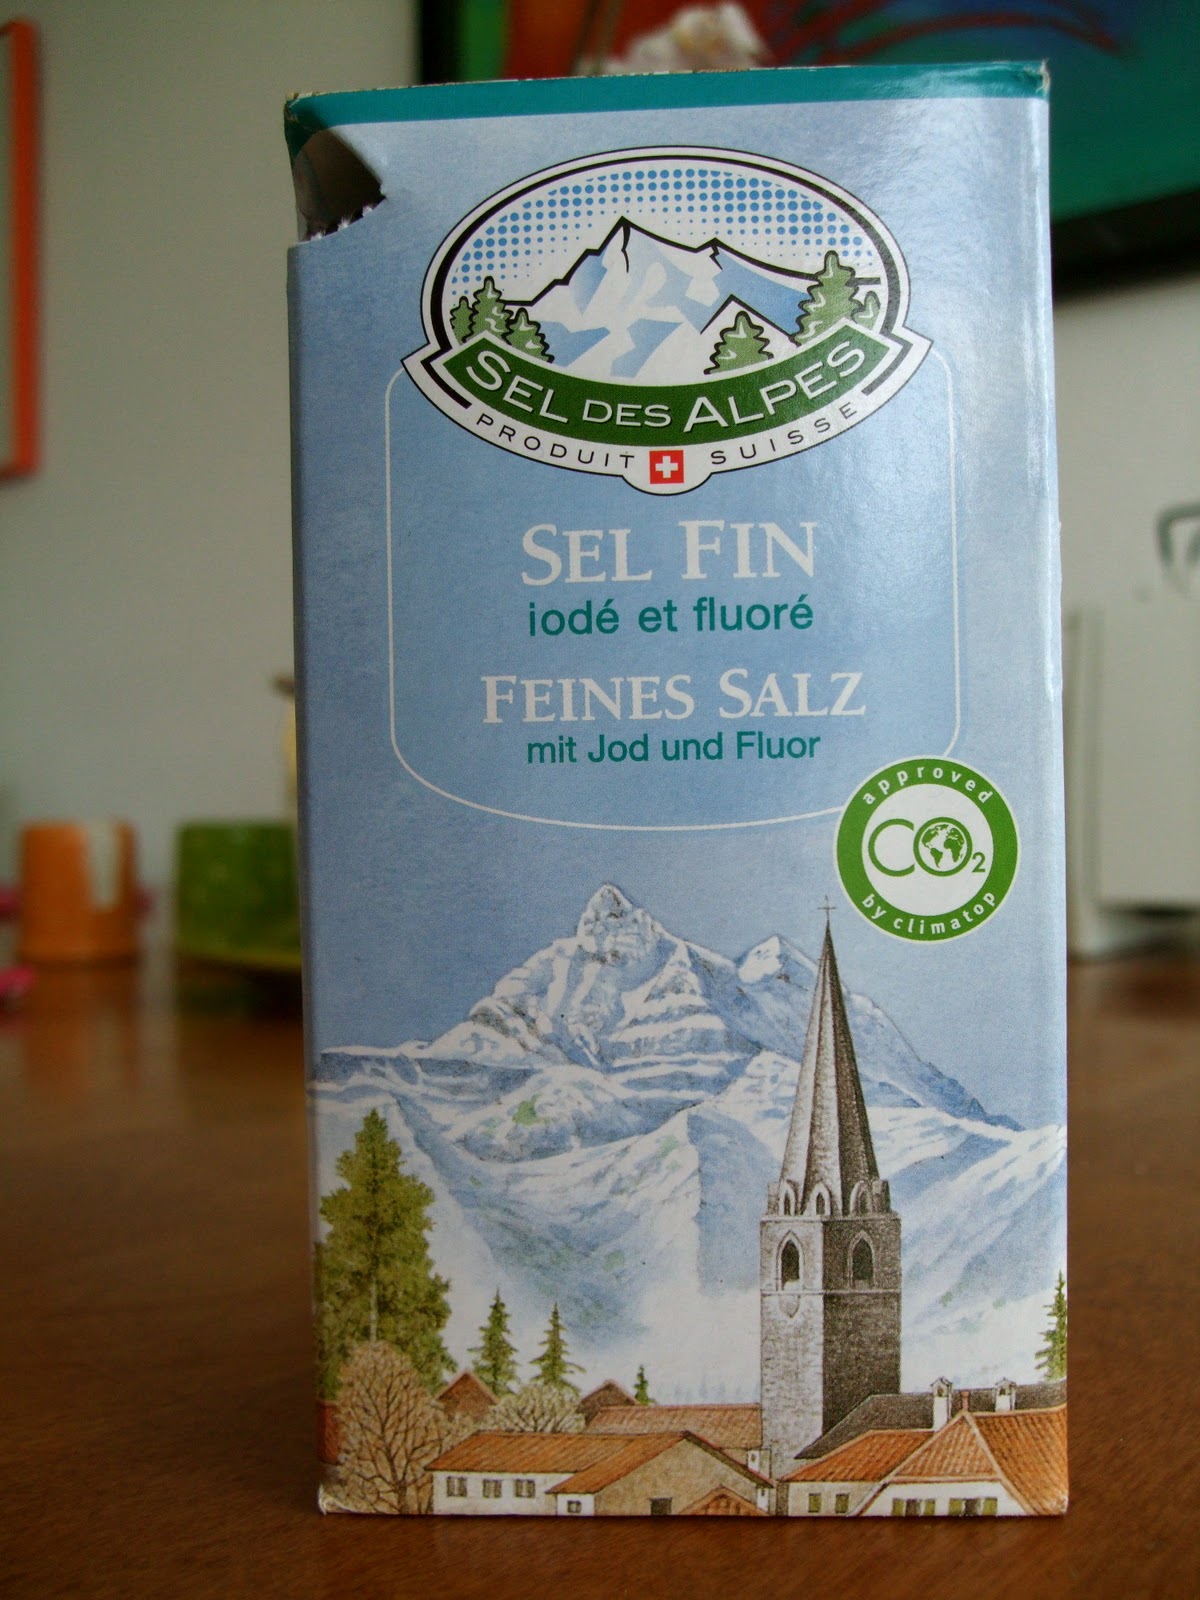 SEL DES ALPES
PRODUIT SUISSE
SEL FIN
iodé et fluoré
FEINES SALZ
mit Jod und Fluor
approved
CO2
by climatop